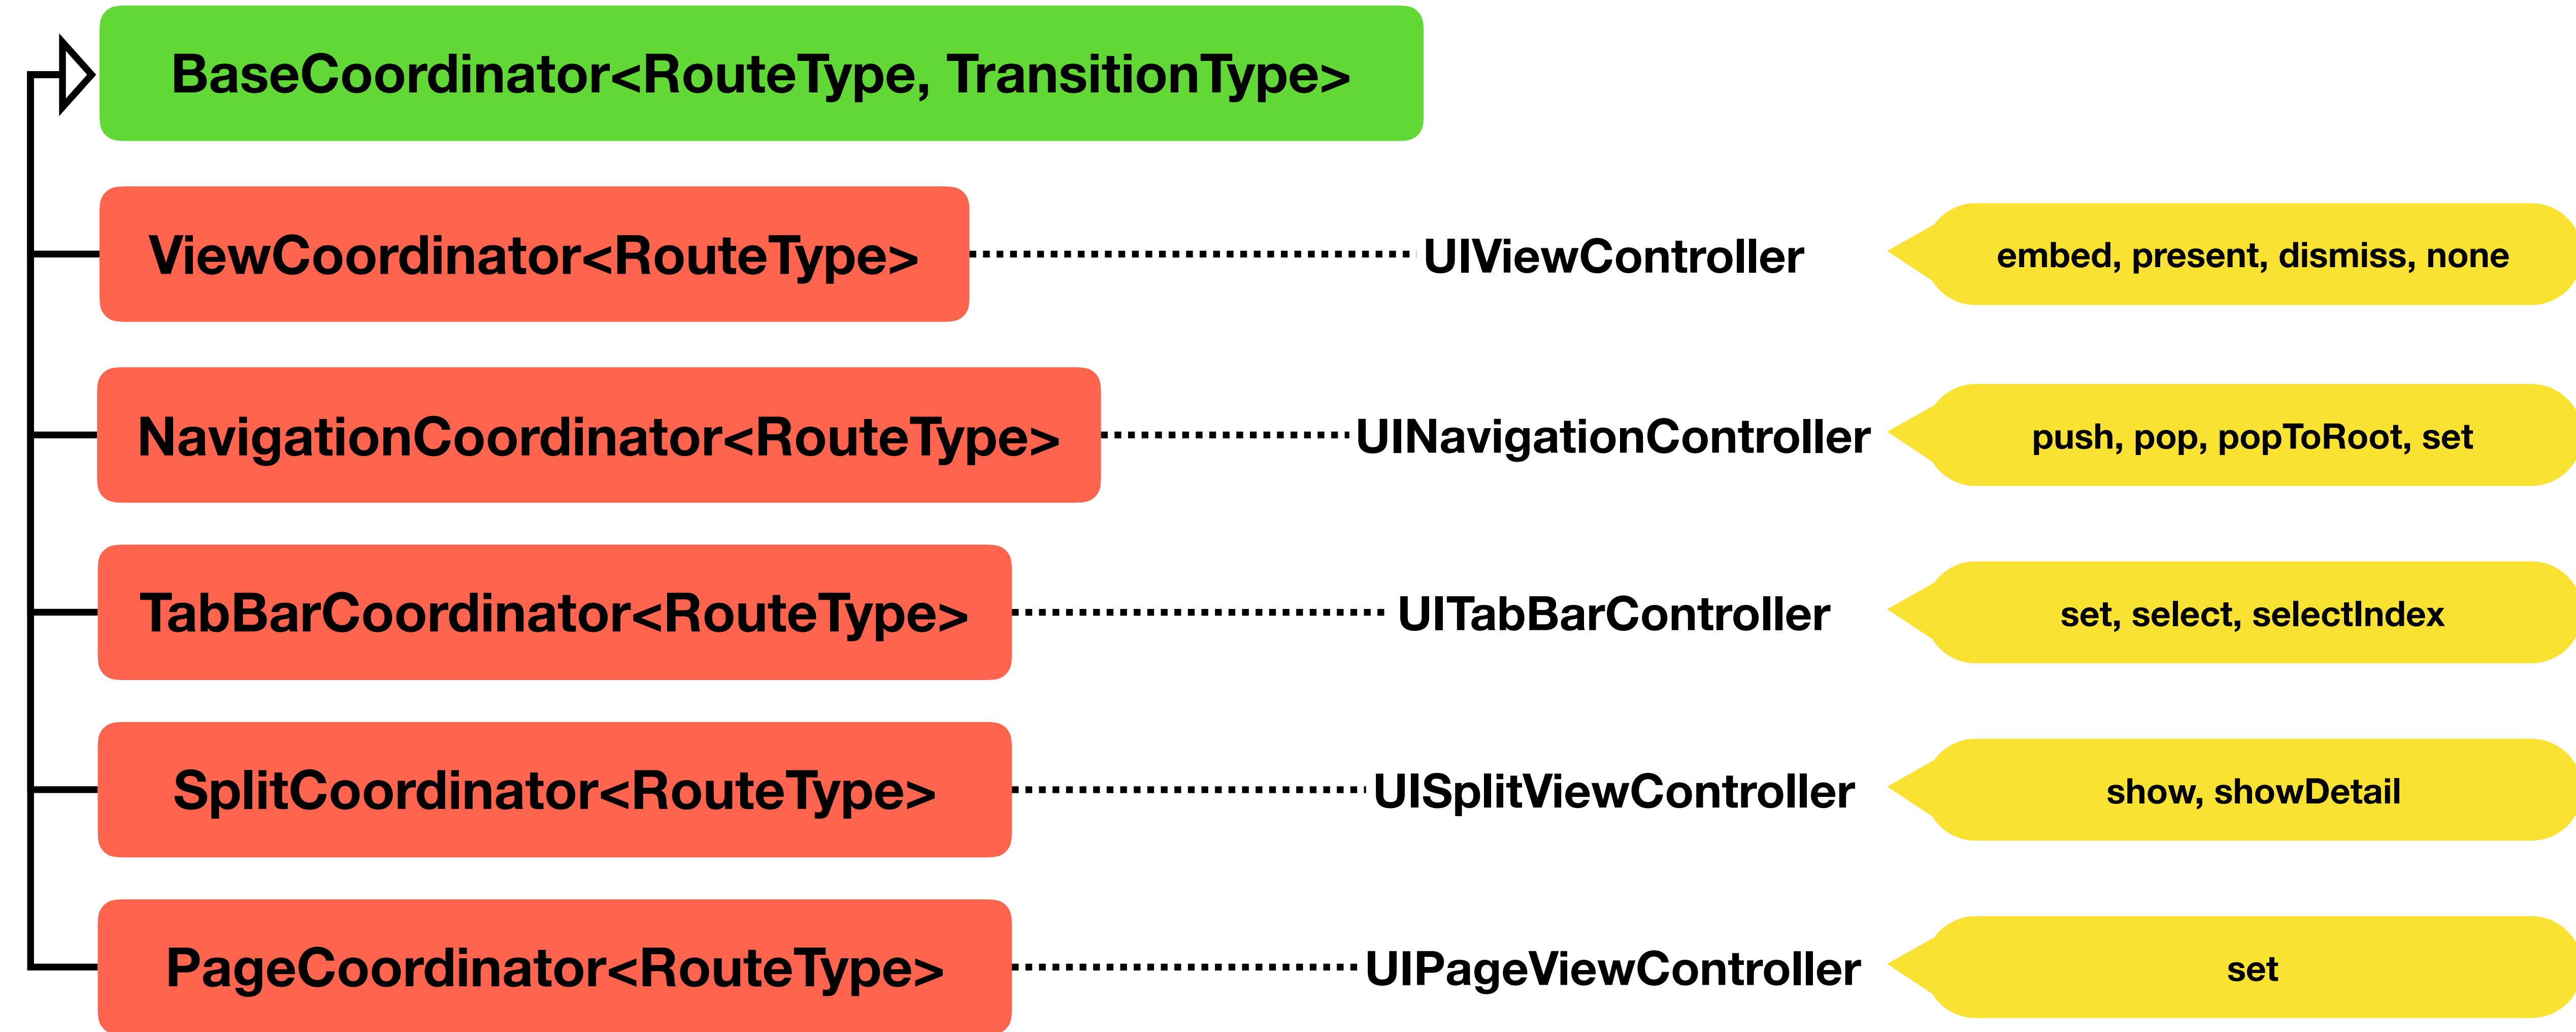 BaseCoordinator<RouteType, TransitionType>
ViewCoordinator<RouteType>
UIViewController
embed, present, dismiss, none
NavigationCoordinator<RouteType>
UINavigationController
push, pop, popToRoot, set
TabBarCoordinator<RouteType>
UITabBarController
set, select, selectIndex
SplitCoordinator<RouteType>
UISplitViewController
show, showDetail
PageCoordinator<RouteType>
UIPageViewController
set